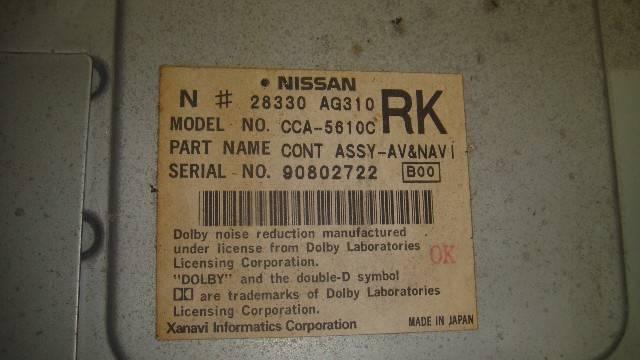 NISSAN
N # 28330 AG310 RK
MODEL NO. CCA-5610C
PART NAME CONT ASSY-AV&NAVi
SERIAL NO. 90802722 B00
Dolby noise reduction manufactured
under license from Dolby Laboratories
Licensing Corporation.
OK
"DOLBY" and the double-D symbol
are trademarks of Dolby Laboratories
Licensing Corporation.
Xanavi Informatics Corporation MADE IN JAPAN